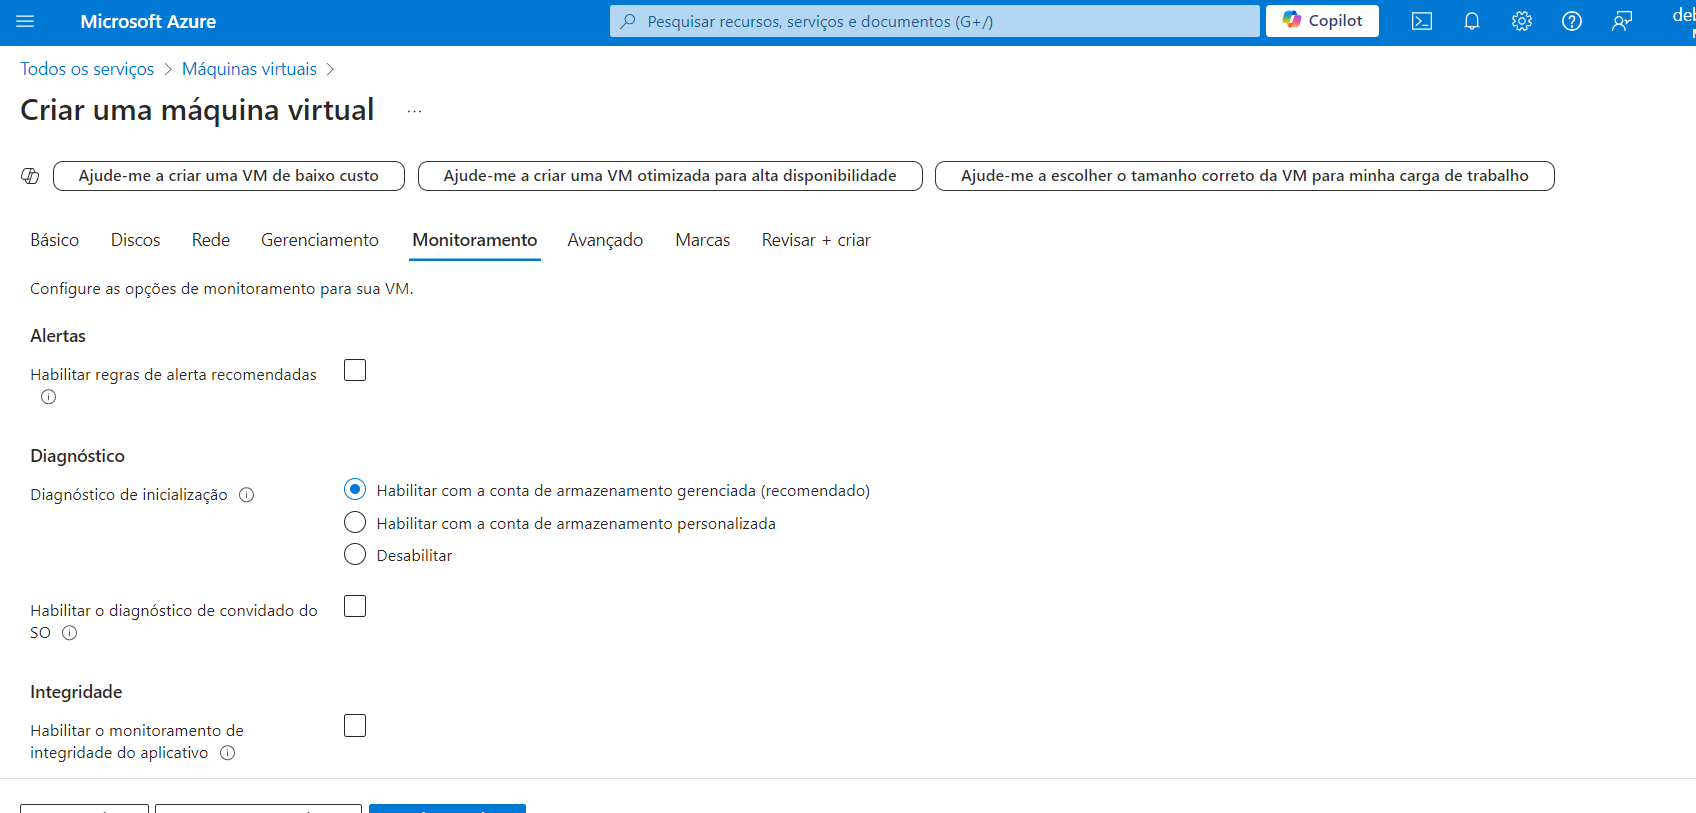 Microsoft Azure
Pesquisar recursos, serviços e documentos (G+/)
Copilot
Todos os serviços > Máquinas virtuais >
Criar uma máquina virtual ...
Ajude-me a criar uma VM de baixo custo
Ajude-me a criar uma VM otimizada para alta disponibilidade
Ajude-me a escolher o tamanho correto da VM para minha carga de trabalho
Básico Discos Rede Gerenciamento Monitoramento Avançado Marcas Revisar + criar
Configure as opções de monitoramento para sua VM.
Alertas
Habilitar regras de alerta recomendadas
Diagnóstico
Diagnóstico de inicialização
Habilitar com a conta de armazenamento gerenciada (recomendado)
Habilitar com a conta de armazenamento personalizada
Desabilitar
Habilitar o diagnóstico de convidado do
SO
Integridade
Habilitar o monitoramento de
integridade do aplicativo